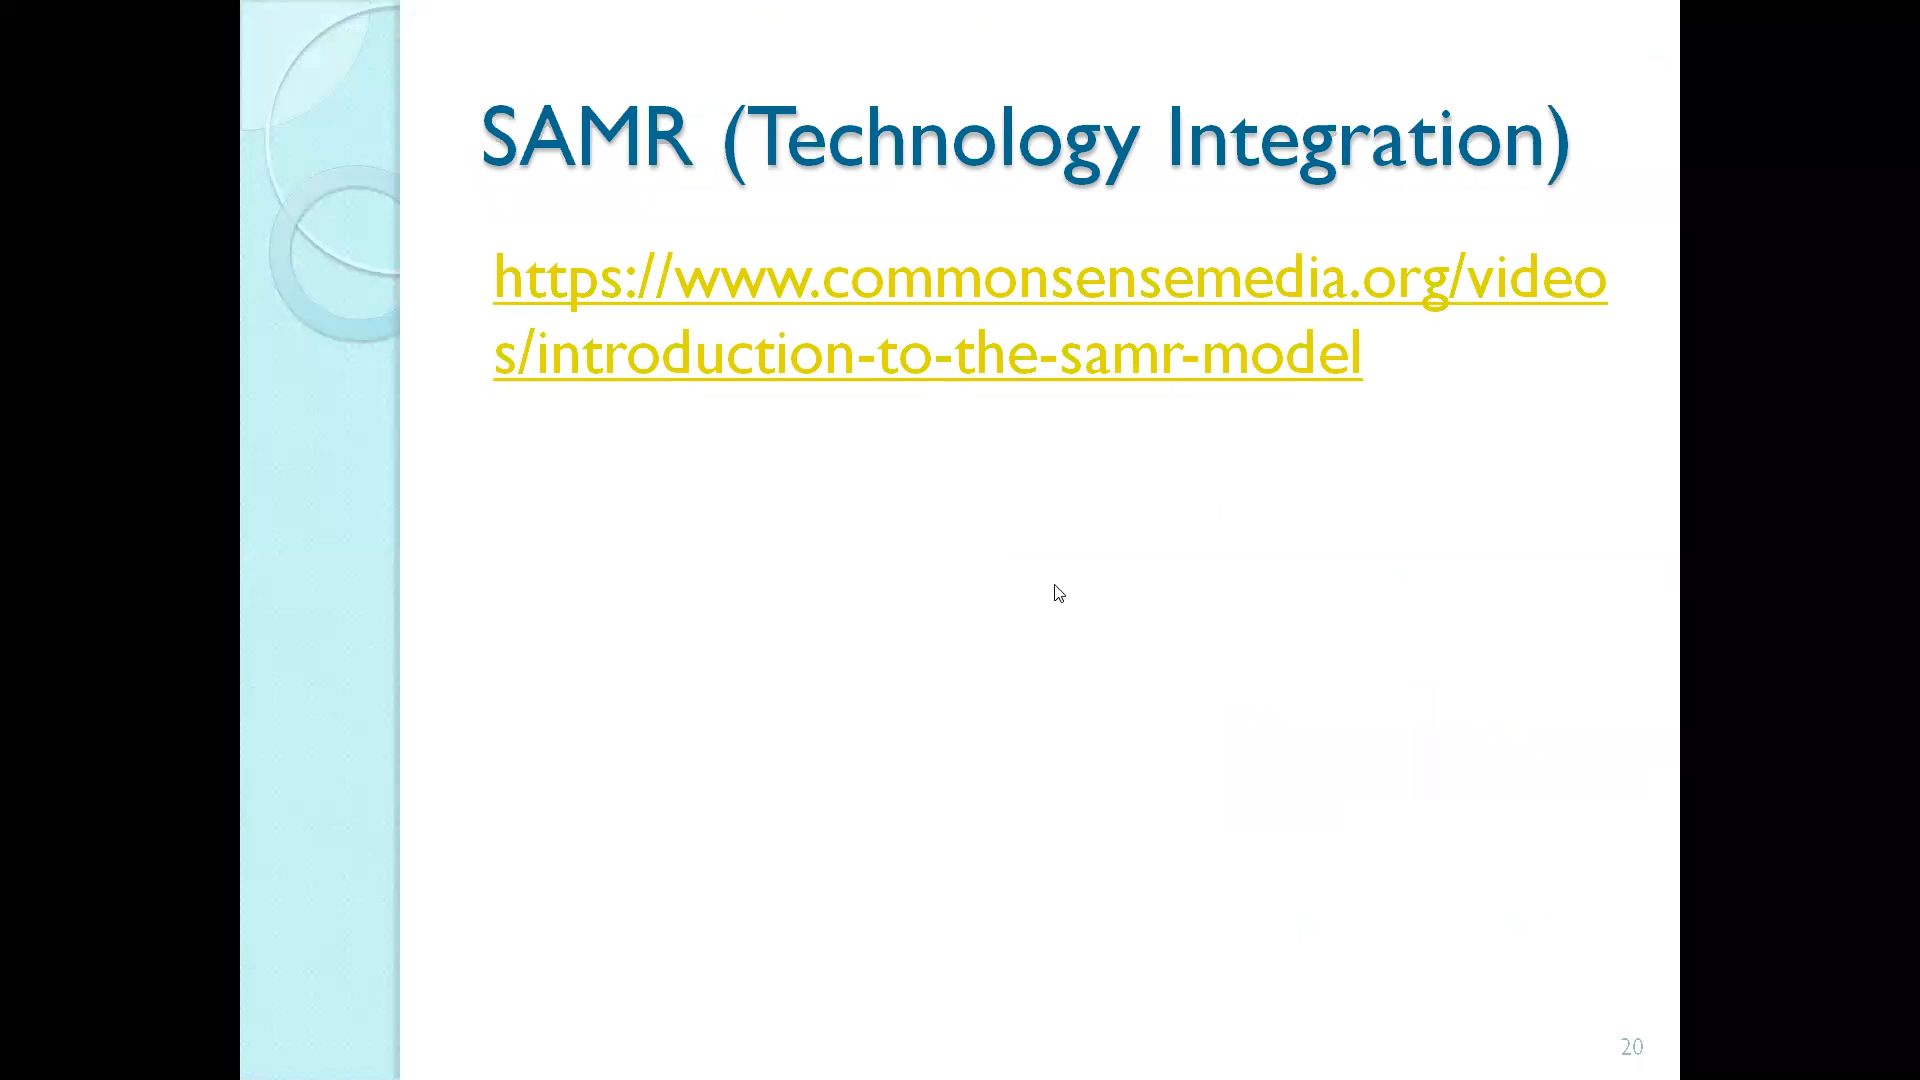 SAMR (Technology Integration)
https://www.commonsensemedia.org/video
s/introduction-to-the-samr-model
20